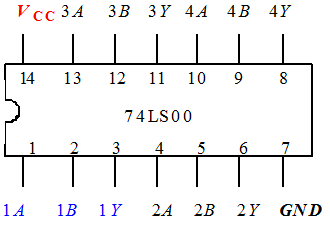 VCC 3A 3B 3Y 4A 4B 4Y
14 13 12 11 10 9 8
74LS00
1 2 3 4 5 6 7
1A 1B 1Y 2A 2B 2Y GND